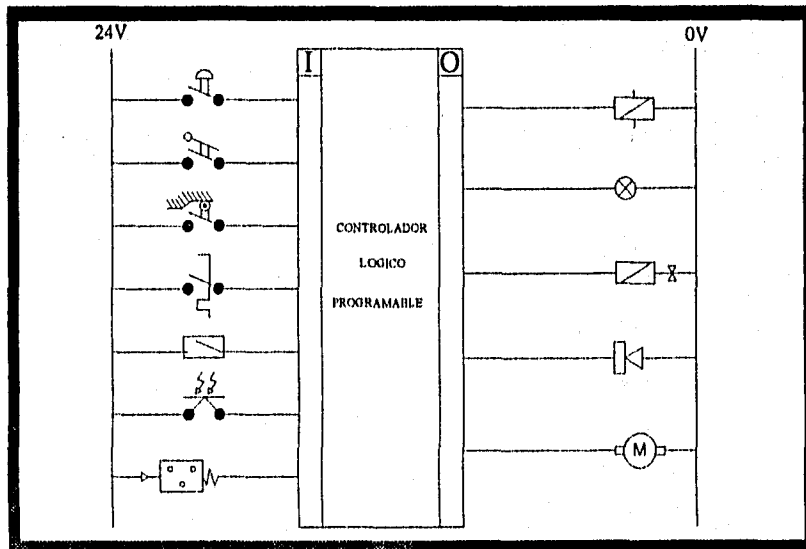 24V
0V
I
O
CONTROLADOR
LOGICO
PROGRAMABLE
M